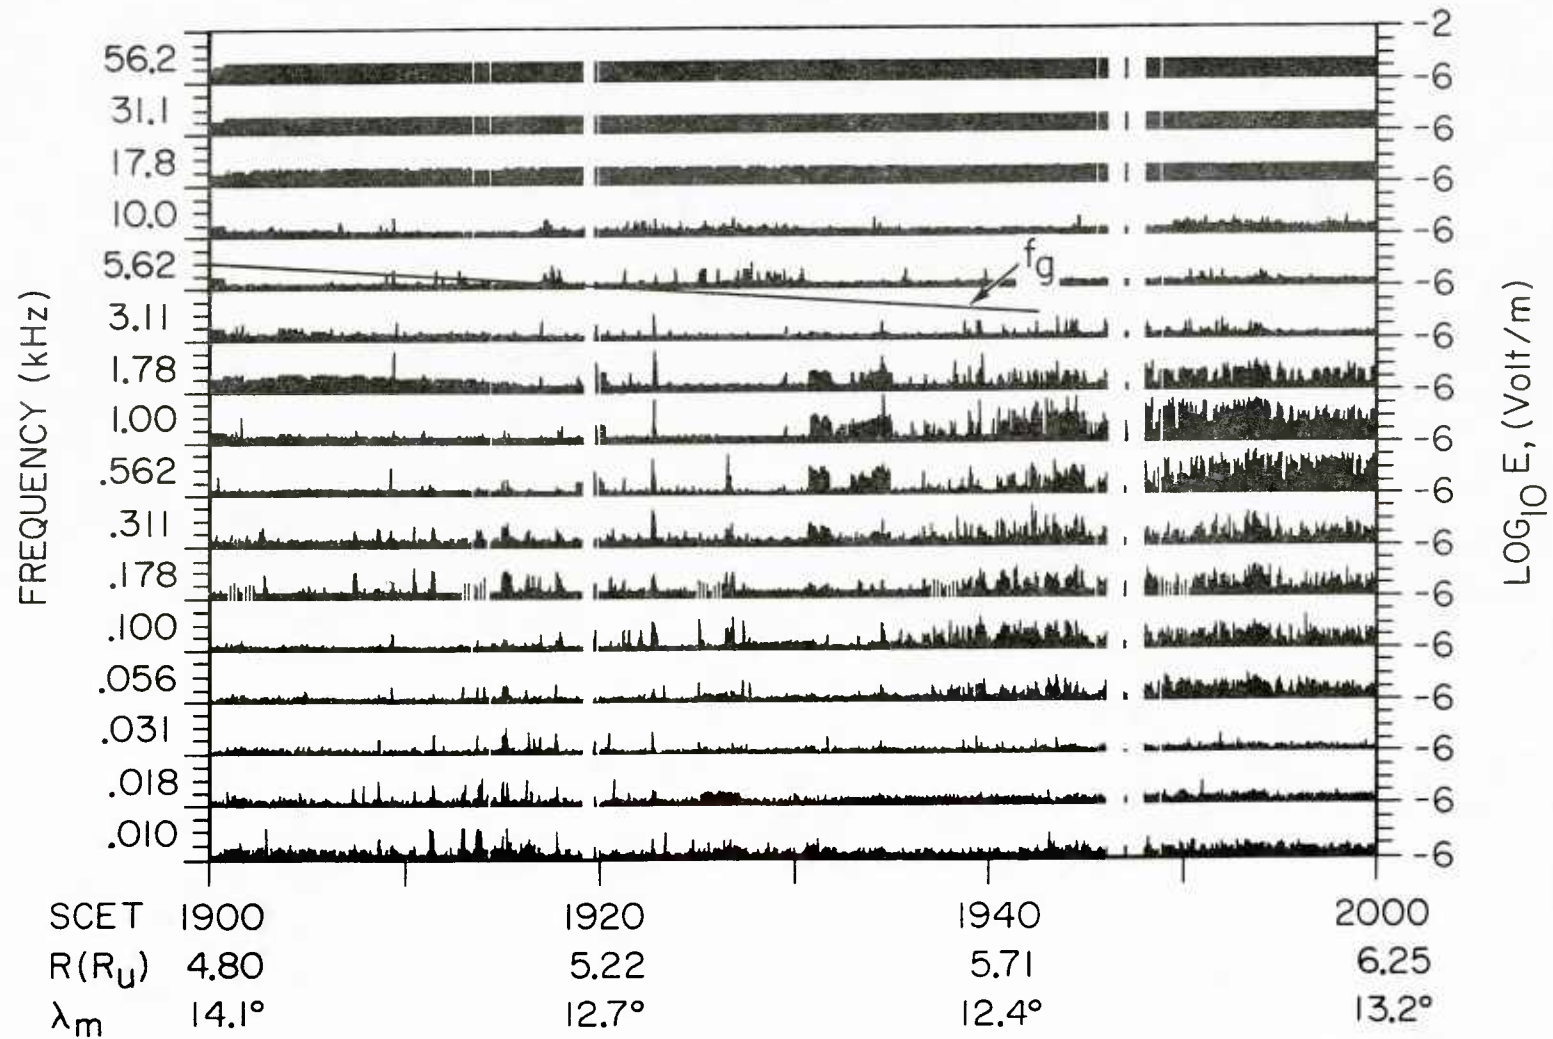 -2
56.2 -6
31.1 -6
17.8 -6
10.0 -6
5.62 -6
fg
3.11 -6
1.78 -6
1.00 -6
.562 -6
.311 -6
.178 -6
.100 -6
.056 -6
.031 -6
.018 -6
.010 -6
FREQUENCY (kHz)
LOG10 E, (Volt/m)
SCET 1900 1920 1940 2000
R(Ru) 4.80 5.22 5.71 6.25
λm 14.1° 12.7° 12.4° 13.2°